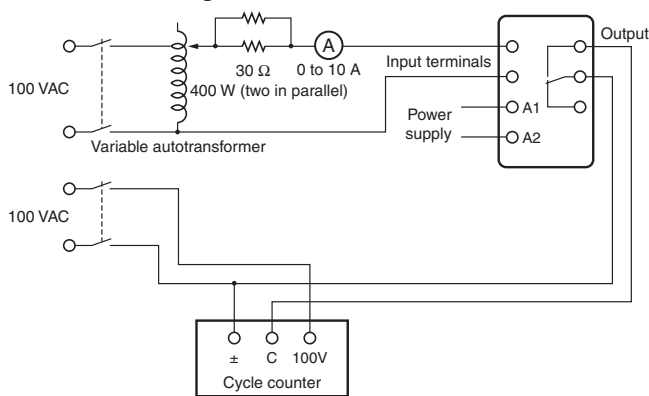 Output
A
Input terminals
30 Ω
0 to 10 A
100 VAC
400 W (two in parallel)
Power
supply
A1
A2
Variable autotransformer
100 VAC
± C 100V
Cycle counter